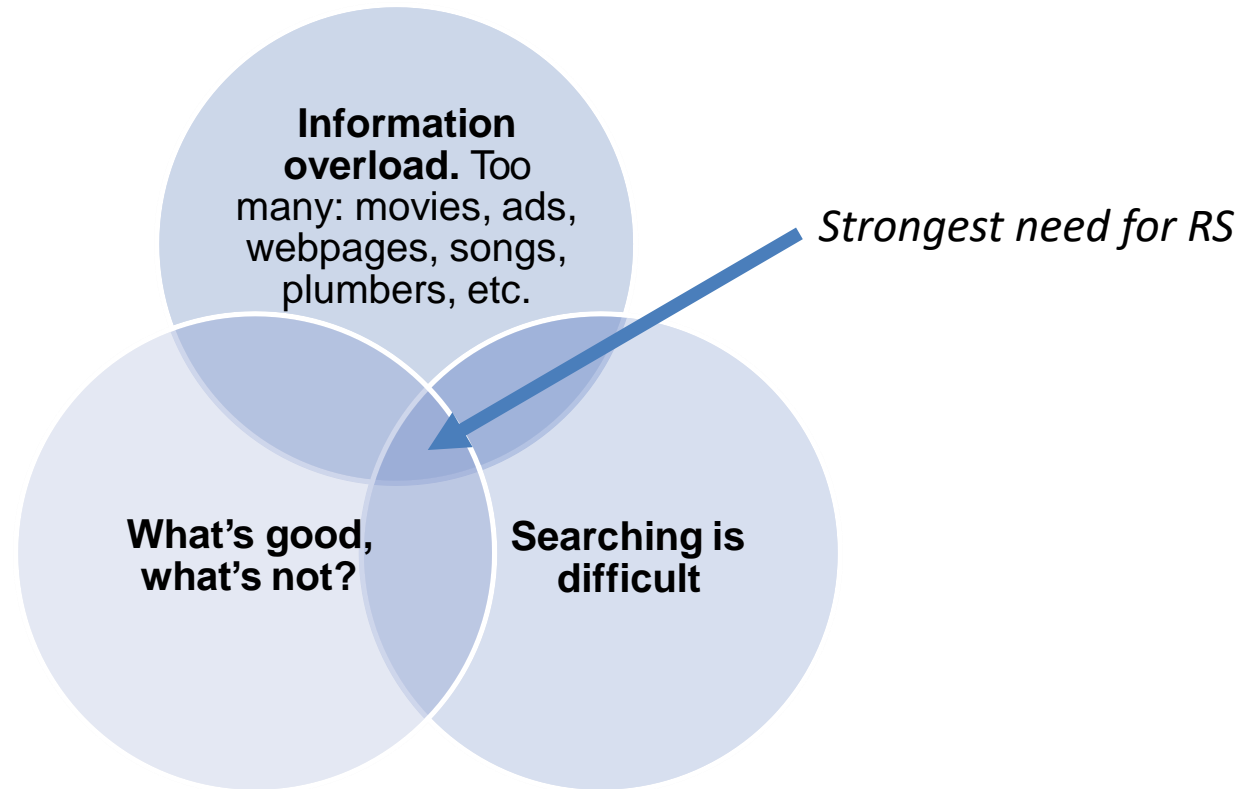 Information
overload. Too
many: movies, ads,
webpages, songs,
plumbers, etc.
Strongest need for RS
What’s good,
what’s not?
Searching is
difficult